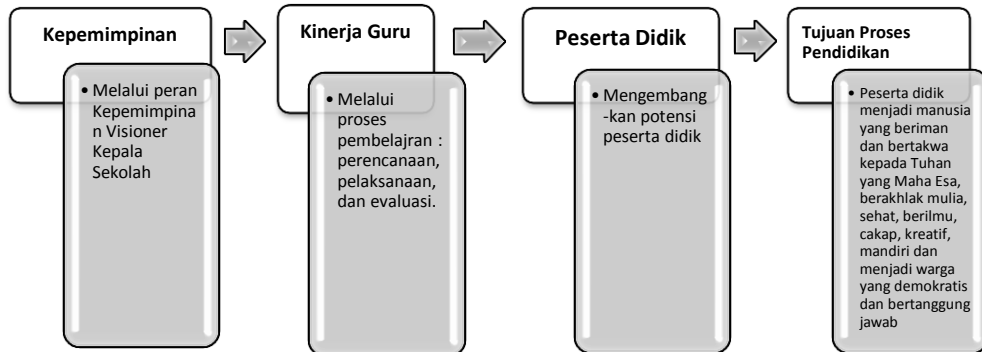 Kepemimpinan
• Melalui peran
Kepemimpina
n Visioner
Kepala
Sekolah
Kinerja Guru
• Melalui
proses
pembelajran :
perencanaan,
pelaksanaan,
dan evaluasi.
Peserta Didik
• Mengembang
-kan potensi
peserta didik
Tujuan Proses
Pendidikan
• Peserta didik
menjadi manusia
yang beriman
dan bertakwa
kepada Tuhan
yang Maha Esa,
berakhlak mulia,
sehat, berilmu,
cakap, kreatif,
mandiri dan
menjadi warga
yang demokratis
dan bertanggung
jawab